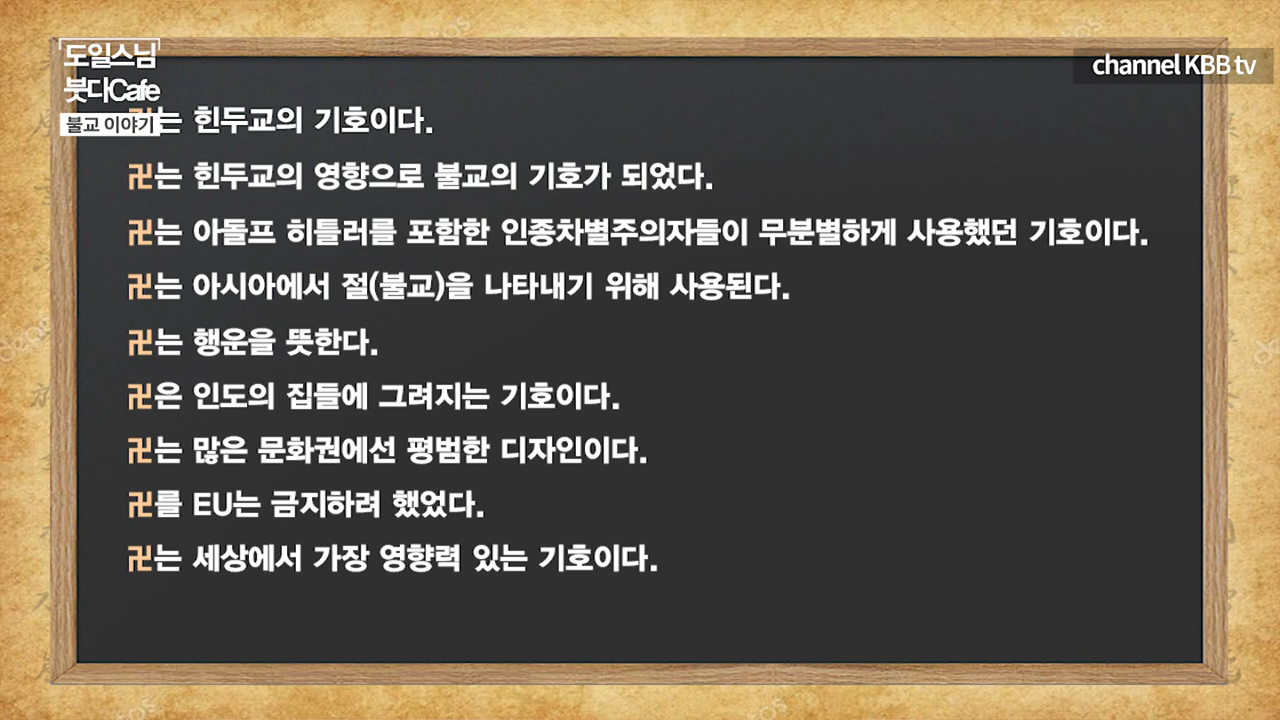 도일스님
붓다Cafe
불교 이야기
channel KBB tv
卍는 힌두교의 기호이다.
卍는 힌두교의 영향으로 불교의 기호가 되었다.
卍는 아돌프 히틀러를 포함한 인종차별주의자들이 무분별하게 사용했던 기호이다.
卍는 아시아에서 절(불교)을 나타내기 위해 사용된다.
卍는 행운을 뜻한다.
卍은 인도의 집들에 그려지는 기호이다.
卍는 많은 문화권에선 평범한 디자인이다.
卍를 EU는 금지하려 했었다.
卍는 세상에서 가장 영향력 있는 기호이다.